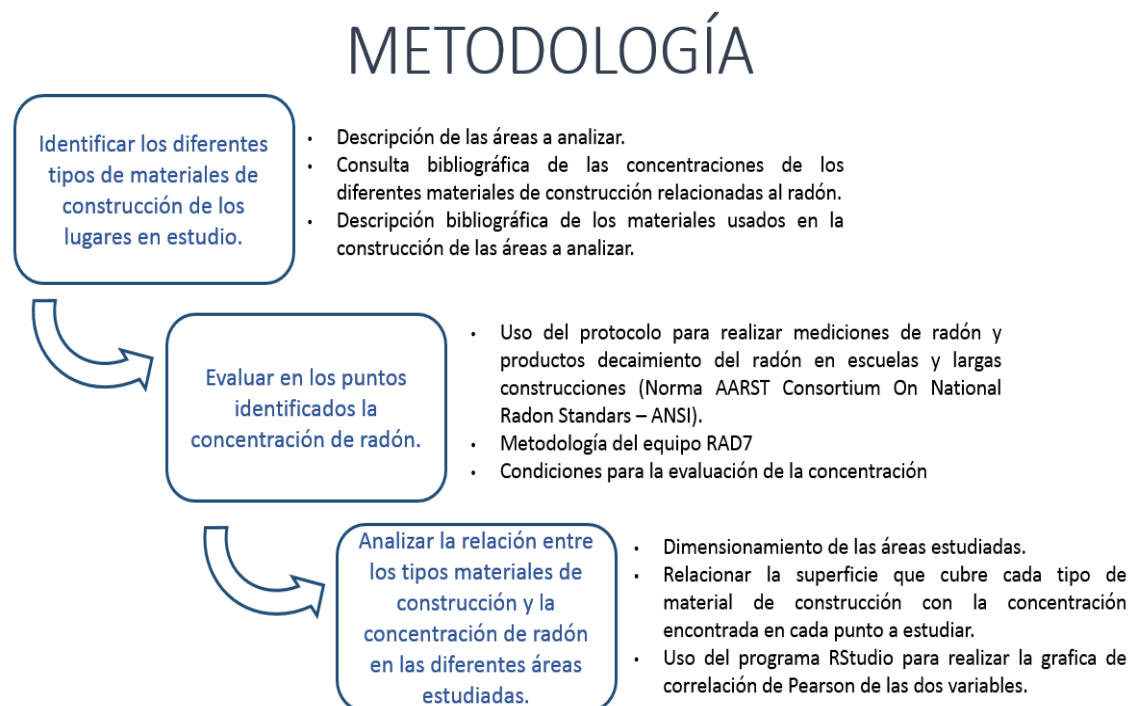 METODOLOGÍA
Identificar los diferentes
tipos de materiales de
construcción de los
lugares en estudio.
• Descripción de las áreas a analizar.
• Consulta bibliográfica de las concentraciones de los
diferentes materiales de construcción relacionadas al radón.
• Descripción bibliográfica de los materiales usados en la
construcción de las áreas a analizar.
Evaluar en los puntos
identificados la
concentración de radón.
• Uso del protocolo para realizar mediciones de radón y
productos decaimiento del radón en escuelas y largas
construcciones (Norma AARST Consortium On National
Radon Standars – ANSI).
• Metodología del equipo RAD7
• Condiciones para la evaluación de la concentración
Analizar la relación entre
los tipos materiales de
construcción y la
concentración de radón
en las diferentes áreas
estudiadas.
• Dimensionamiento de las áreas estudiadas.
• Relacionar la superficie que cubre cada tipo de
material de construcción con la concentración
encontrada en cada punto a estudiar.
• Uso del programa RStudio para realizar la grafica de
correlación de Pearson de las dos variables.